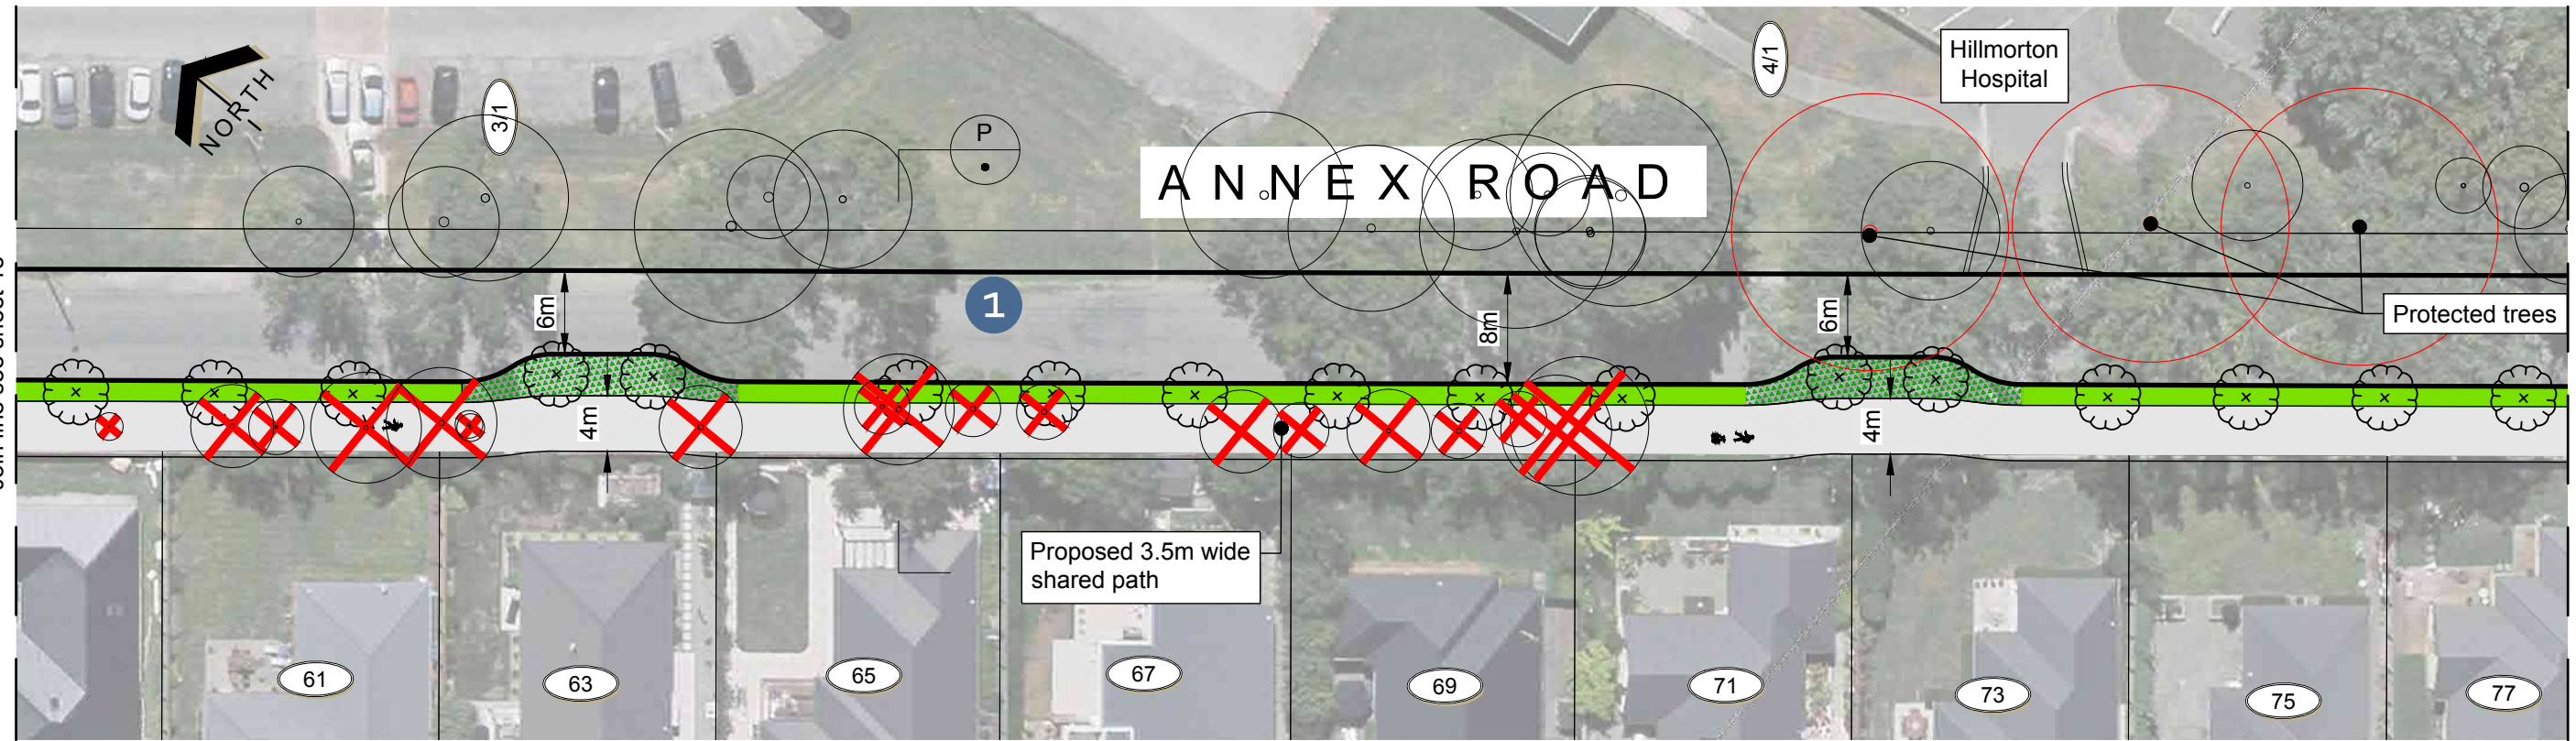 NORTH
3/1
P
ANNEX ROAD
4/1
Hillmorton
Hospital
6m
1
8m
6m
Protected trees
4m
4m
Proposed 3.5m wide
shared path
61
63
65
67
69
71
73
75
77